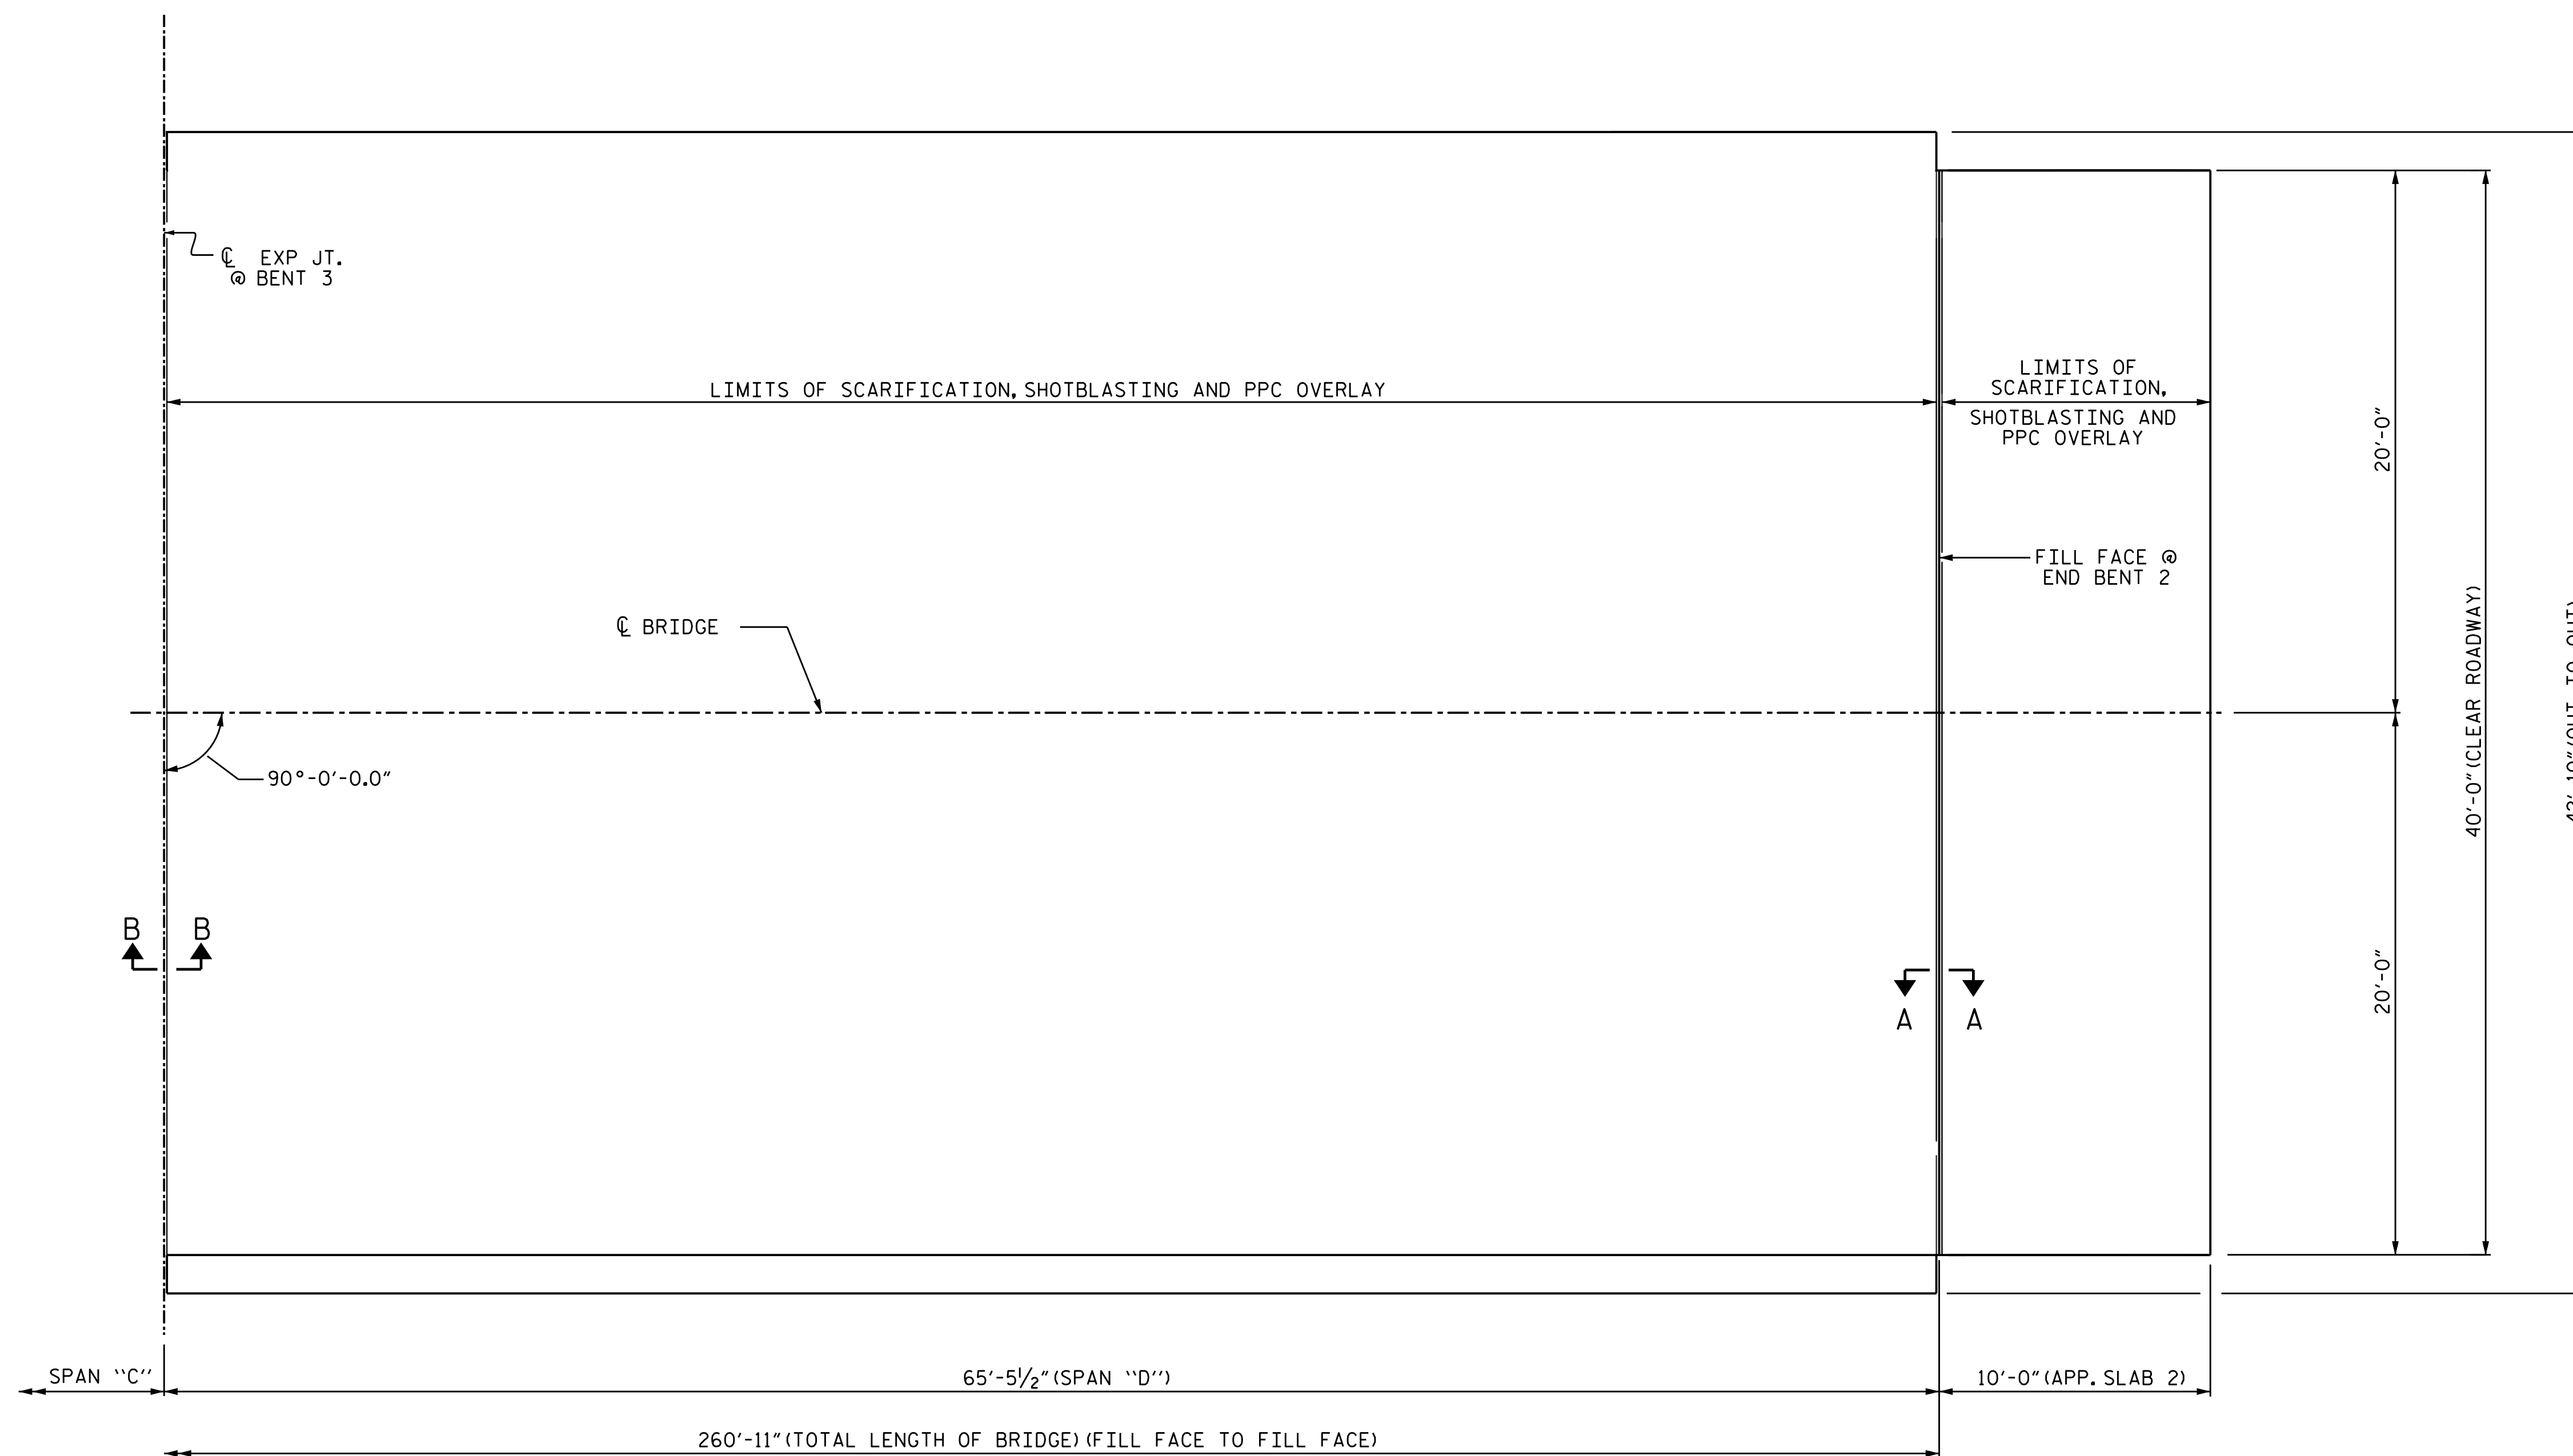 ℄ EXP JT.
@ BENT 3
LIMITS OF SCARIFICATION, SHOTBLASTING AND PPC OVERLAY
LIMITS OF
SCARIFICATION,
SHOTBLASTING AND
PPC OVERLAY
20'-0"
FILL FACE @
END BENT 2
℄ BRIDGE
40'-0" (CLEAR ROADWAY)
90°-0'-0.0"
B B
A A
20'-0"
SPAN "C"
65'-5½" (SPAN "D")
10'-0" (APP. SLAB 2)
260'-11" (TOTAL LENGTH OF BRIDGE) (FILL FACE TO FILL FACE)